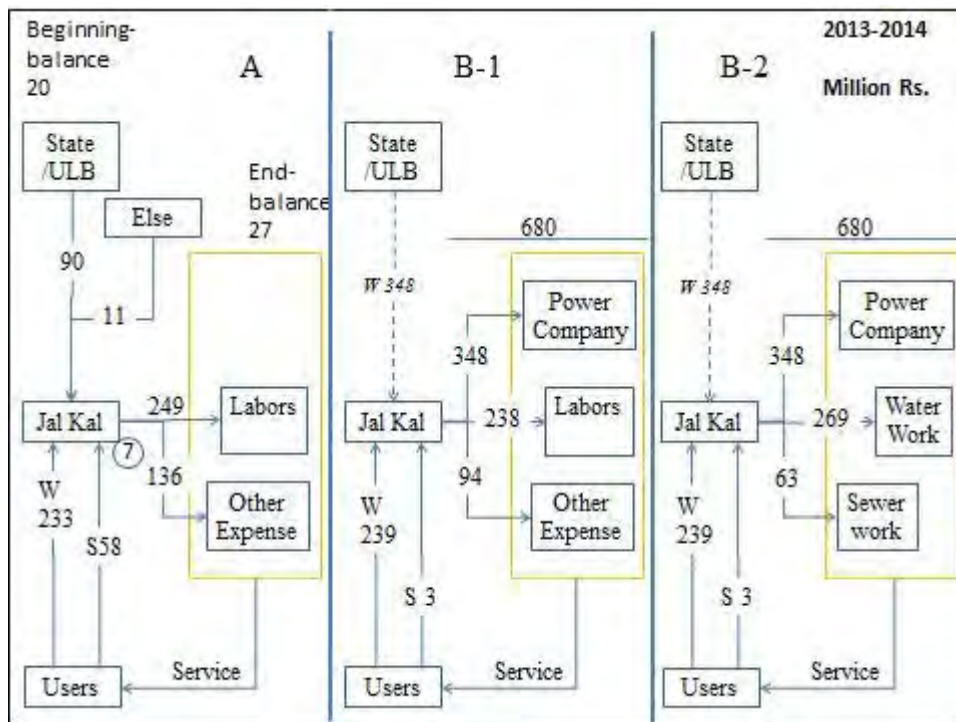 Beginning-
balance
20
A
State
/ULB
End-
balance
27
Else
90
11
Jal Kal
249
Labors
7
136
W
233
S58
Other
Expense
Users
Service
B-1
State
/ULB
680
W 348
Power
Company
348
Jal Kal
238
Labors
94
W
239
S 3
Other
Expense
Users
Service
2013-2014
B-2
Million Rs.
State
/ULB
680
W 348
Power
Company
348
Jal Kal
269
Water
Work
63
W
239
S 3
Sewer
work
Users
Service